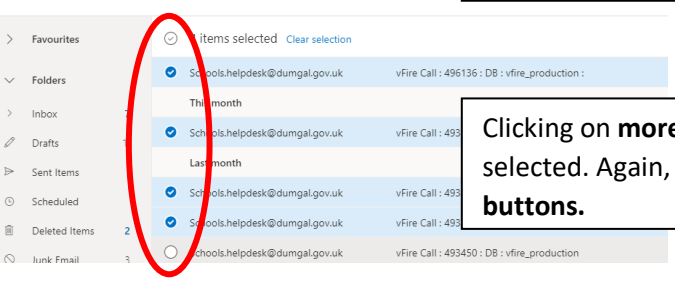 Favourites
items selected Clear selection
Folders
Schools.helpdesk@dumgal.gov.uk vFire Call : 496136 : DB : vfire_production :
Inbox
This month
Drafts
Schools.helpdesk@dumgal.gov.uk vFire Call : 493
Clicking on more
Sent Items
Last month
selected. Again,
Scheduled
Schools.helpdesk@dumgal.gov.uk vFire Call : 493
buttons.
Deleted Items 2
Schools.helpdesk@dumgal.gov.uk vFire Call : 493
Junk Email 3
Schools.helpdesk@dumgal.gov.uk vFire Call : 493450 : DB : vfire_production